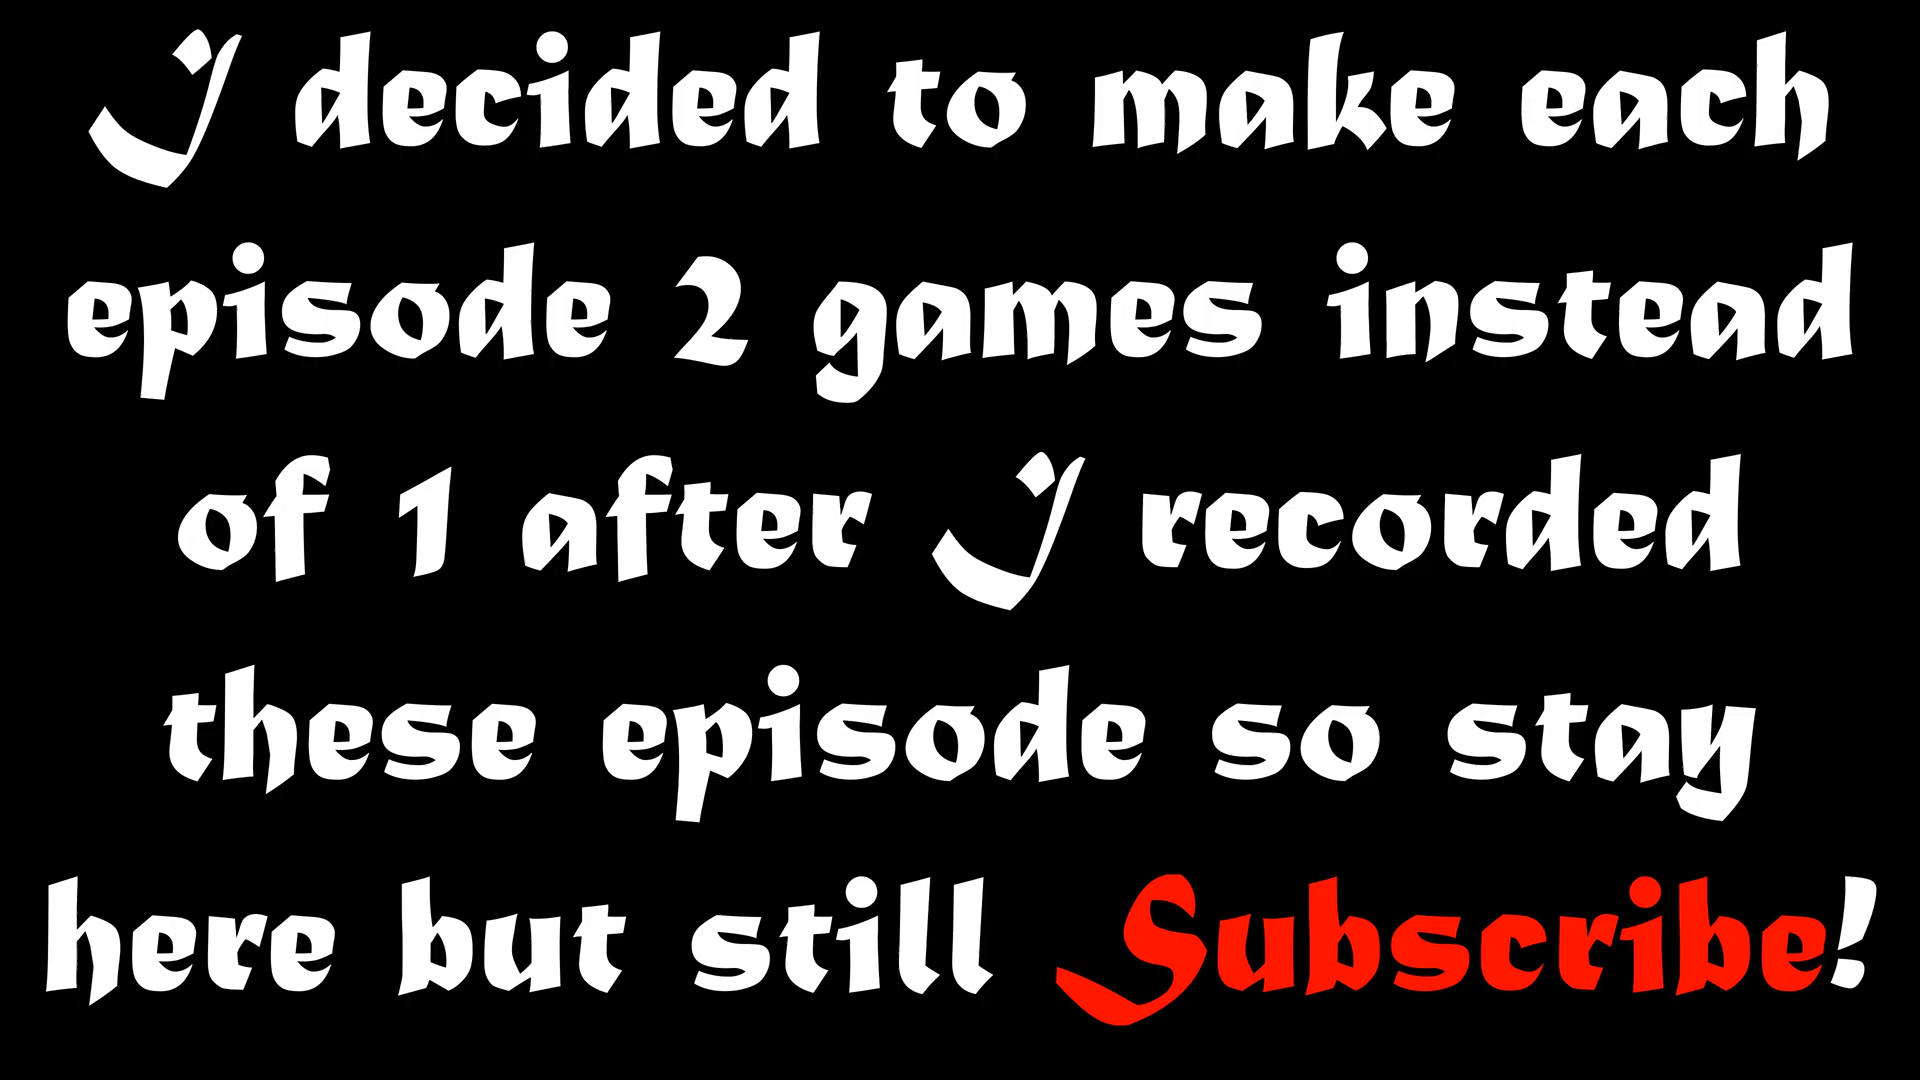 I decided to make each
episode 2 games instead
of 1 after I recorded
these episode so stay
here but still Subscribe!